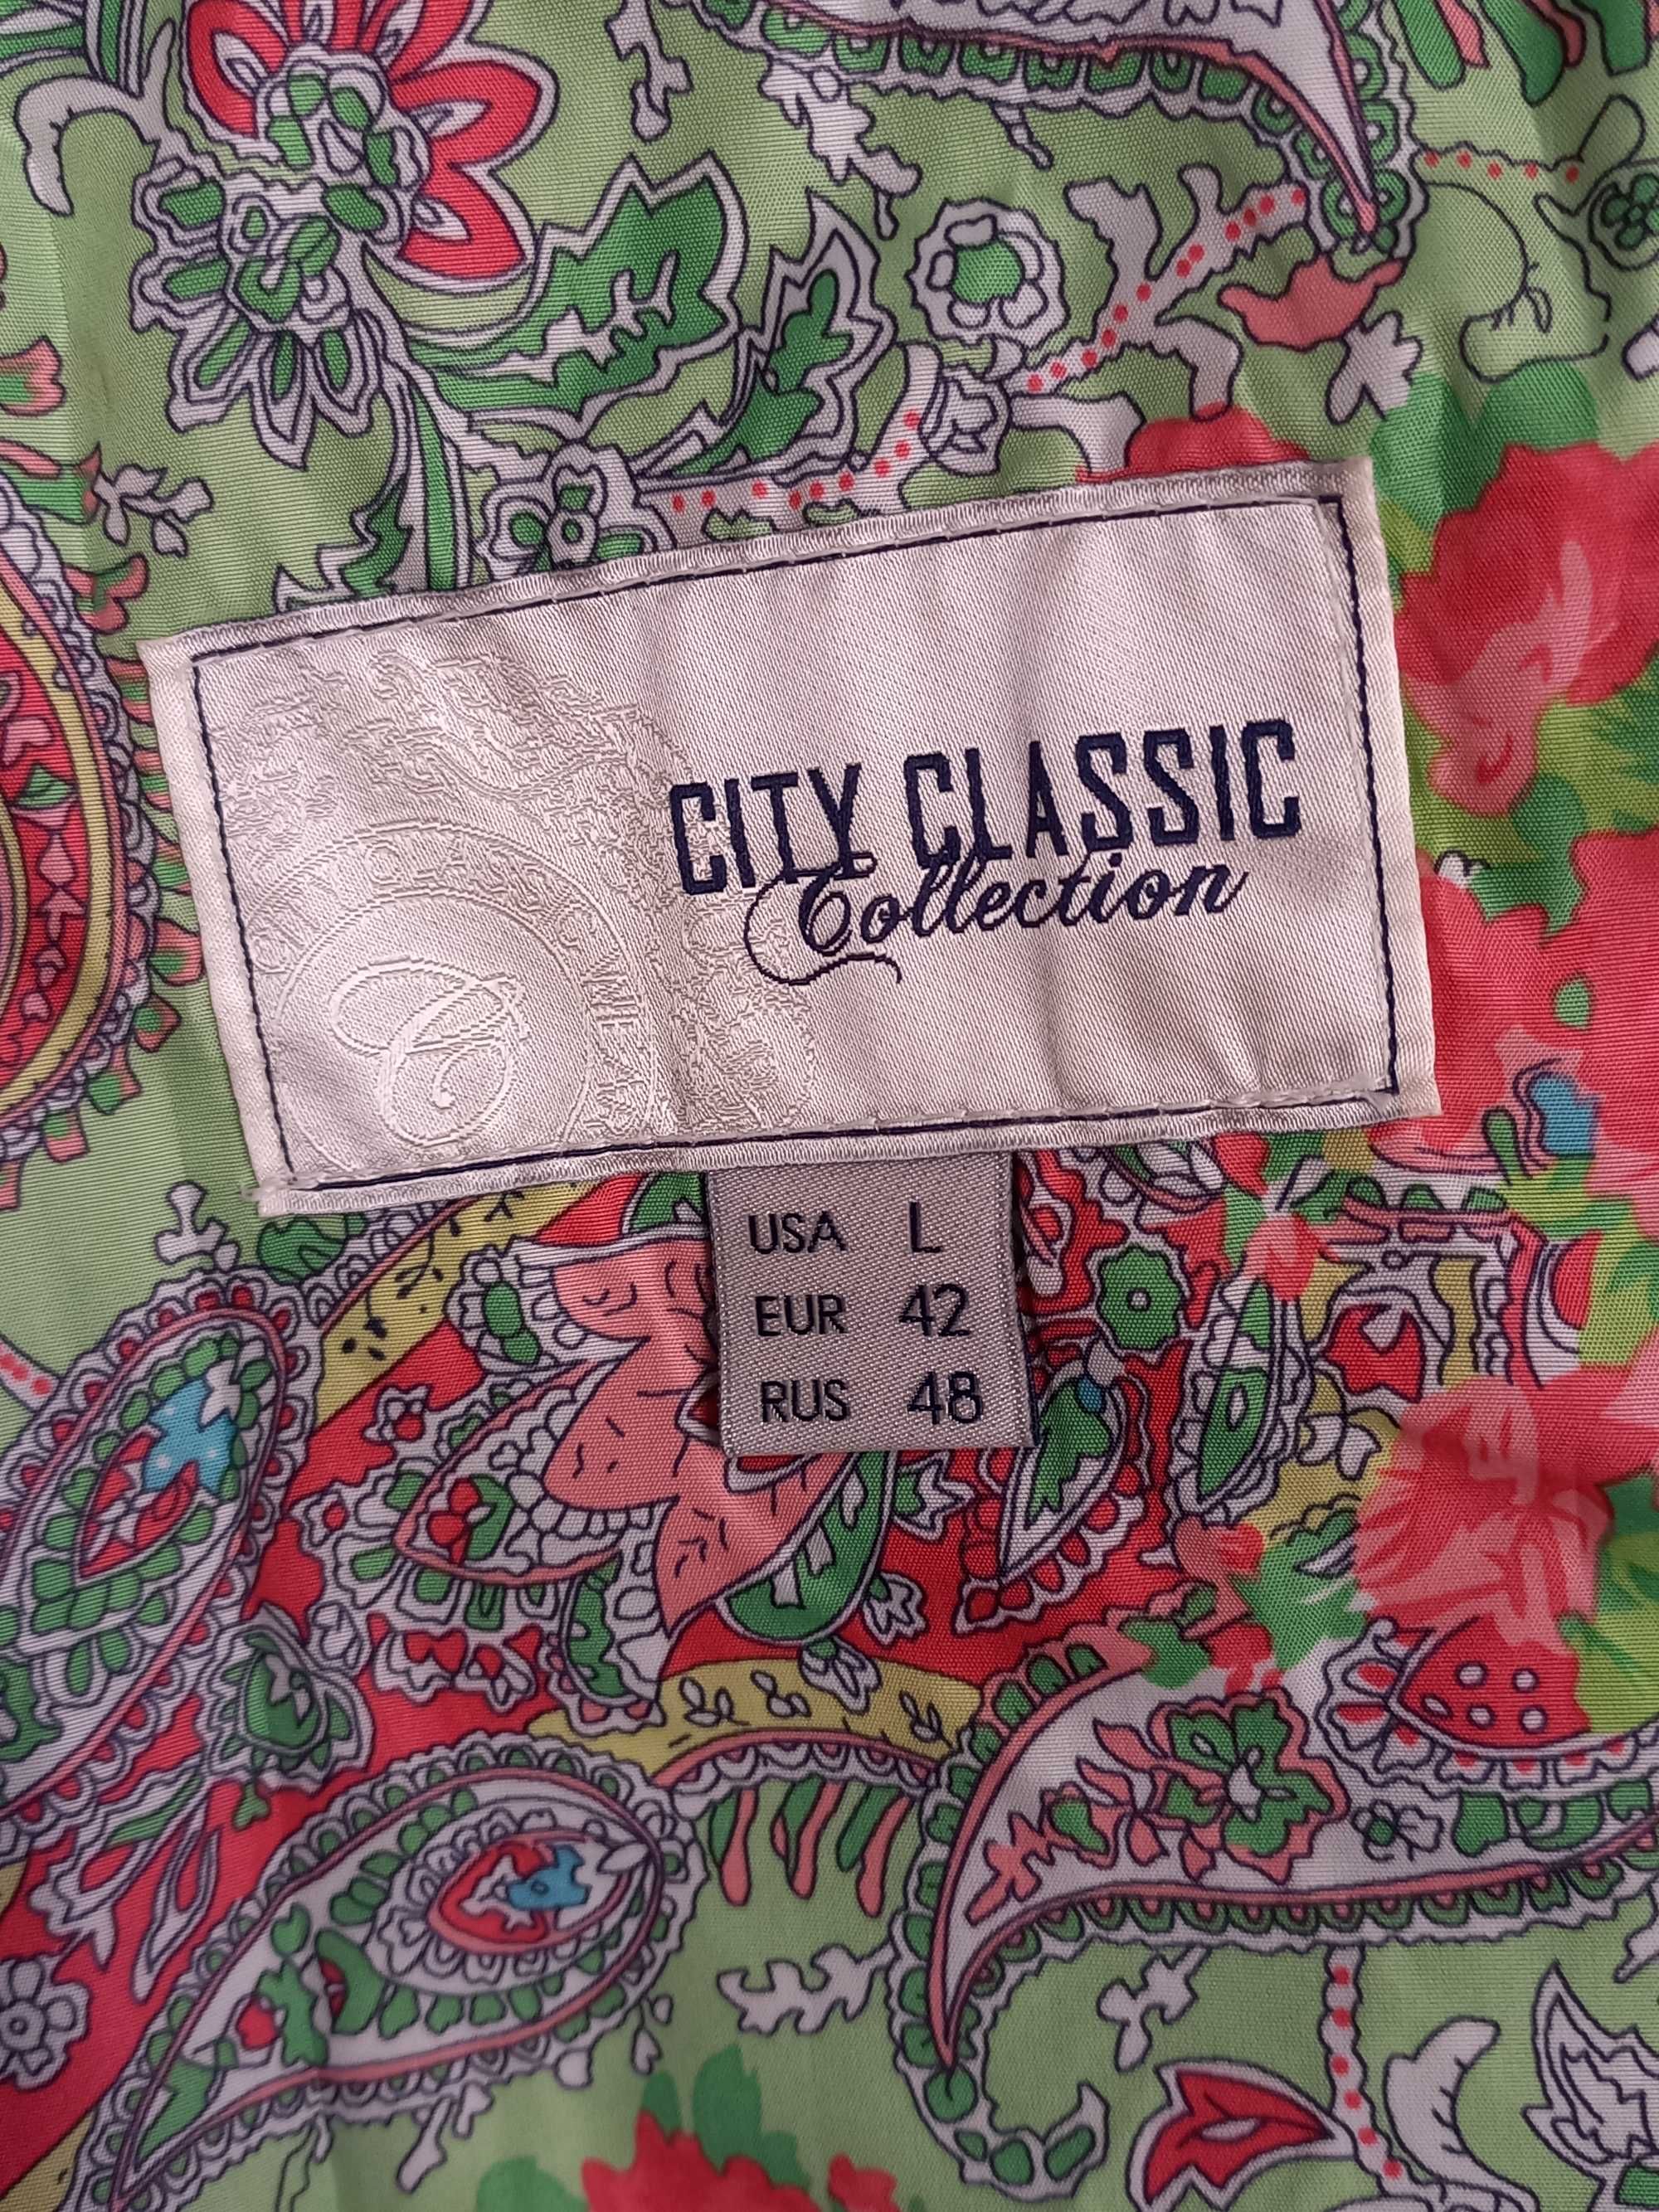 CITY CLASSIC
Collection
C
USA L
EUR 42
RUS 48